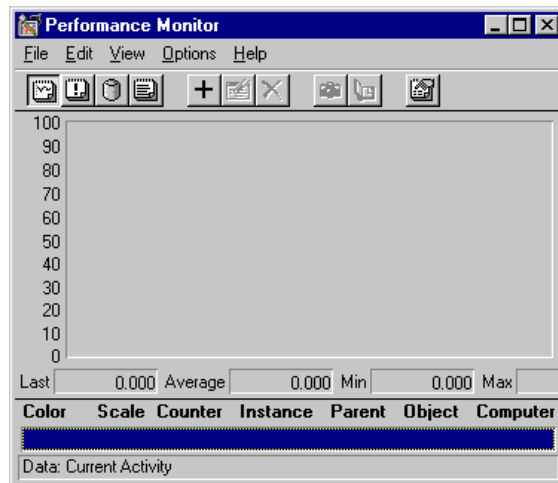 Performance Monitor
File Edit View Options Help
100
90
80
70
60
50
40
30
20
10
0
Last 0.000 Average 0.000 Min 0.000 Max
Color Scale Counter Instance Parent Object Computer
Data: Current Activity